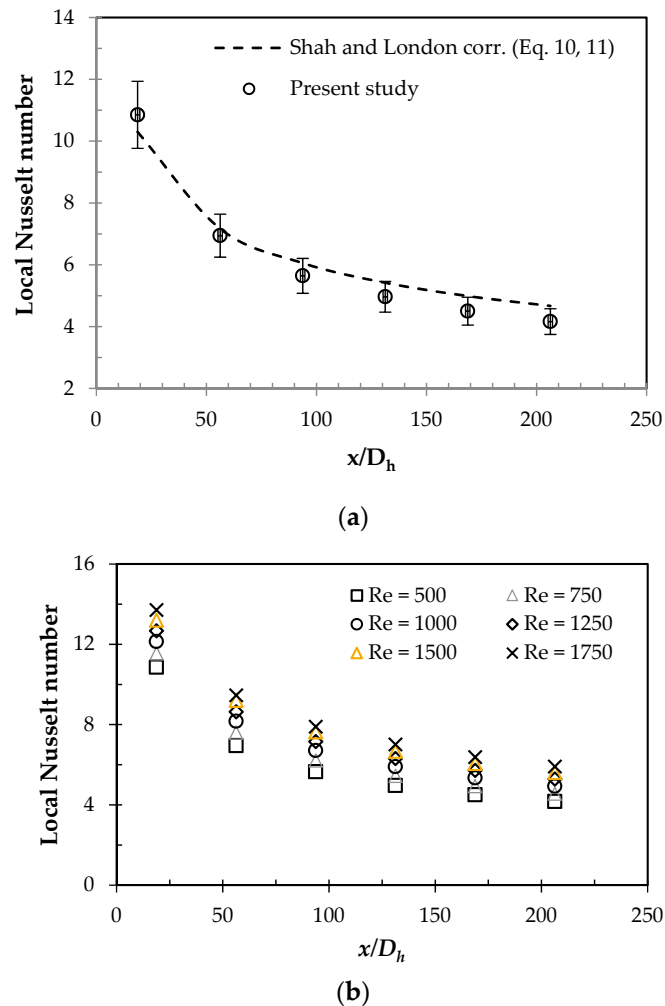 14
12
10
8
6
4
2
Local Nusselt number
Shah and London corr. (Eq. 10, 11)
Present study
0 50 100 150 200 250
x/D_h
(a)
16
12
8
4
0
Local Nusselt number
Re = 500 Re = 750
Re = 1000 Re = 1250
Re = 1500 Re = 1750
0 50 100 150 200 250
x/D_h
(b)